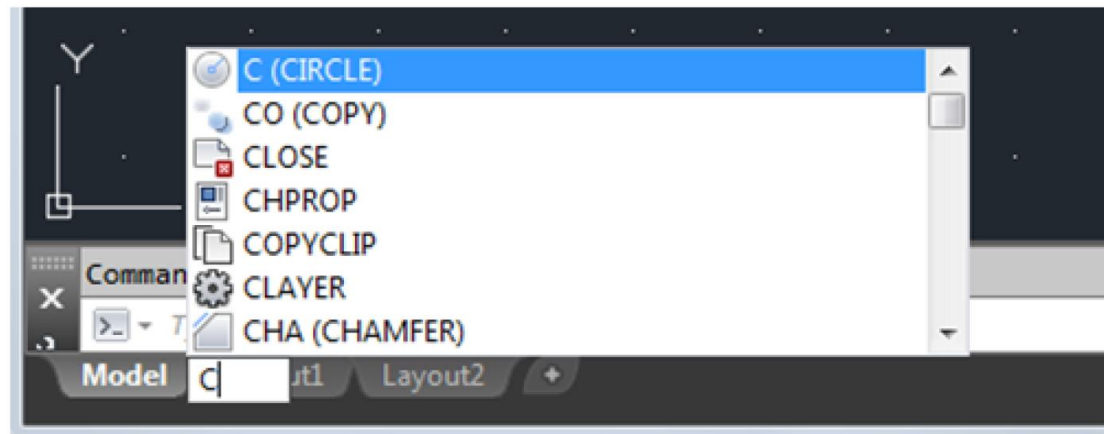 Y
C (CIRCLE)
CO (COPY)
CLOSE
CHPROP
COPYCLIP
CLAYER
CHA (CHAMFER)
Comman
Model C ut1 Layout2 +